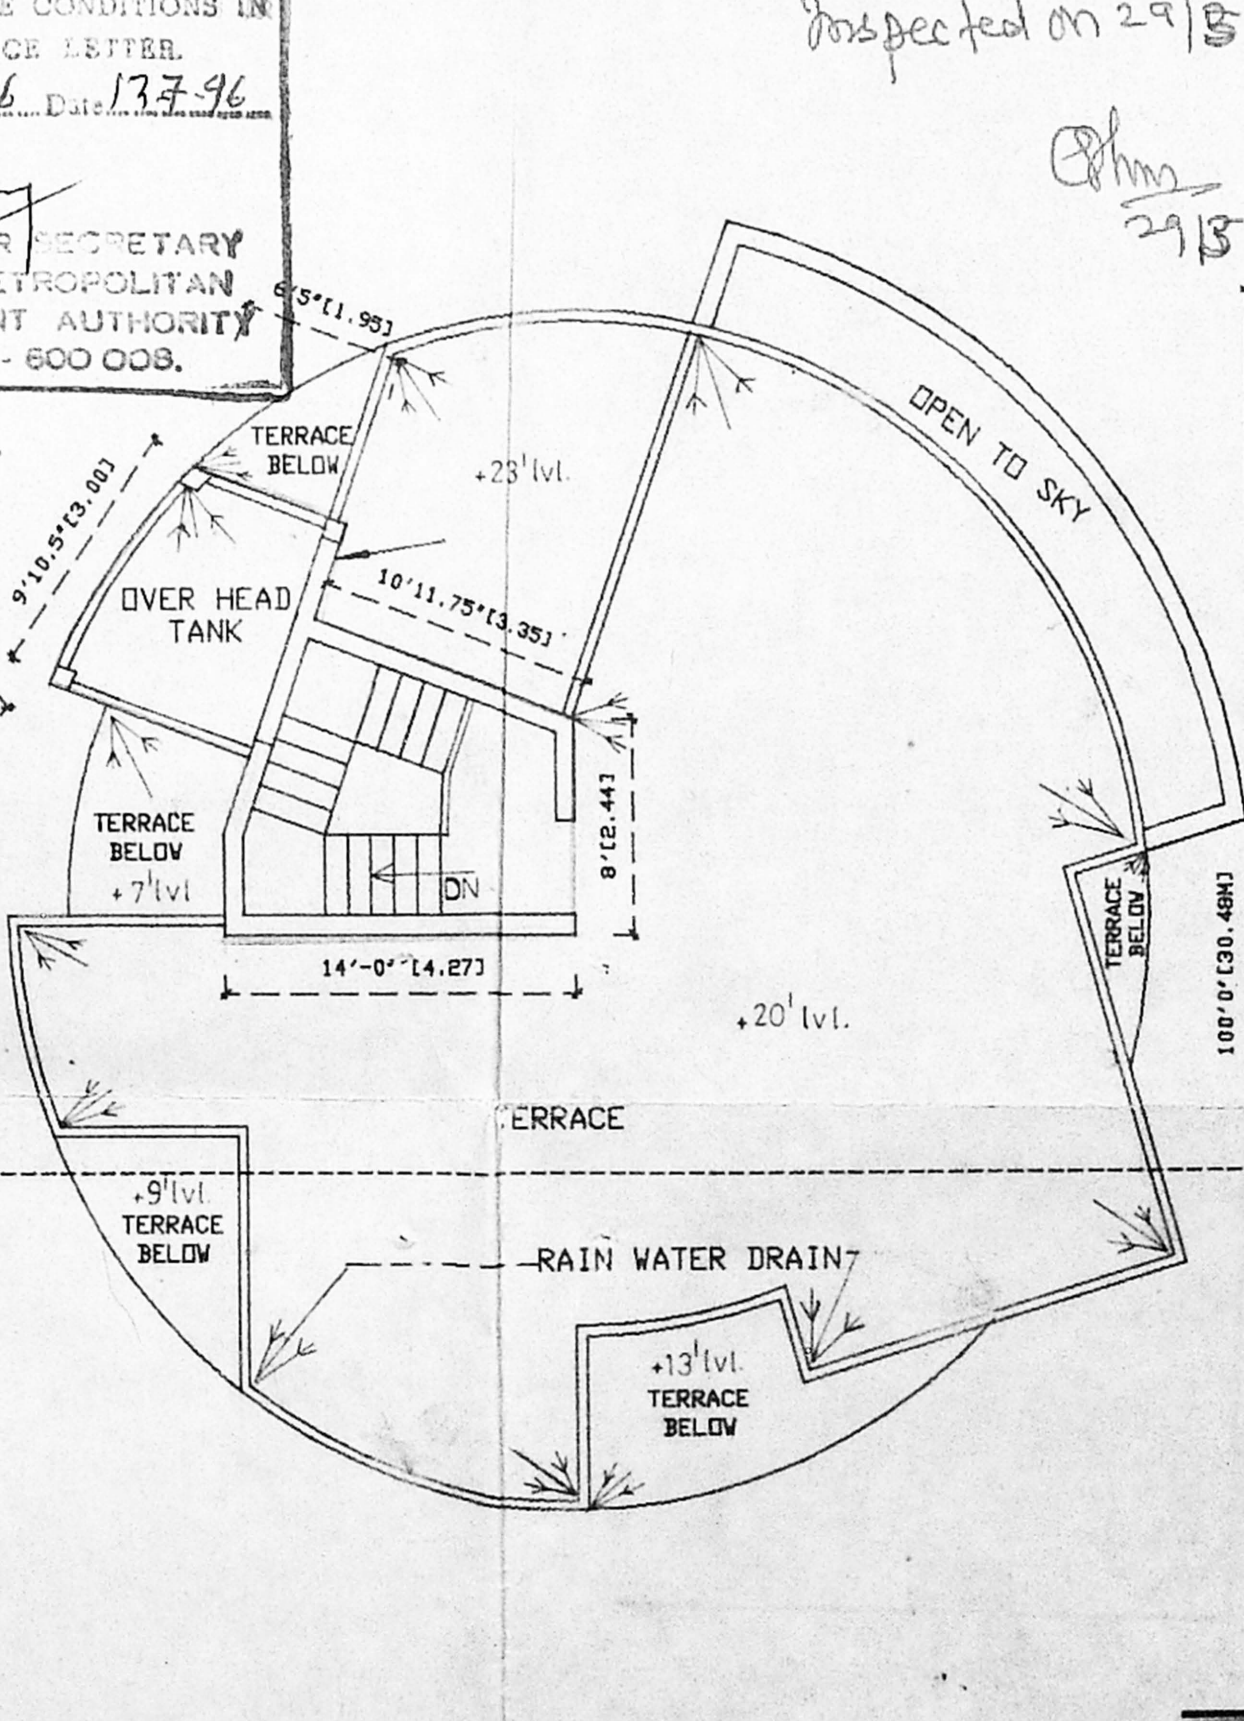 E CONDITIONS IN
CE LETTER.
6 Date 13-7-96
R SECRETARY
ETROPOLITAN
NT AUTHORITY
- 600 008.
Inspected on 29/5
29/5
6'5"[1.95]
OPEN TO SKY
TERRACE
BELOW
+23' lvl.
9'10.5"[3.00]
OVER HEAD
TANK
10'11.75"[3.35]
TERRACE
BELOW
+7' lvl
8'[2.44]
DN
TERRACE
BELOW
100'0'[30.48M]
14'-0''[4.27]
+20' lvl.
ERRACE
+9' lvl.
TERRACE
BELOW
RAIN WATER DRAIN
+13' lvl.
TERRACE
BELOW